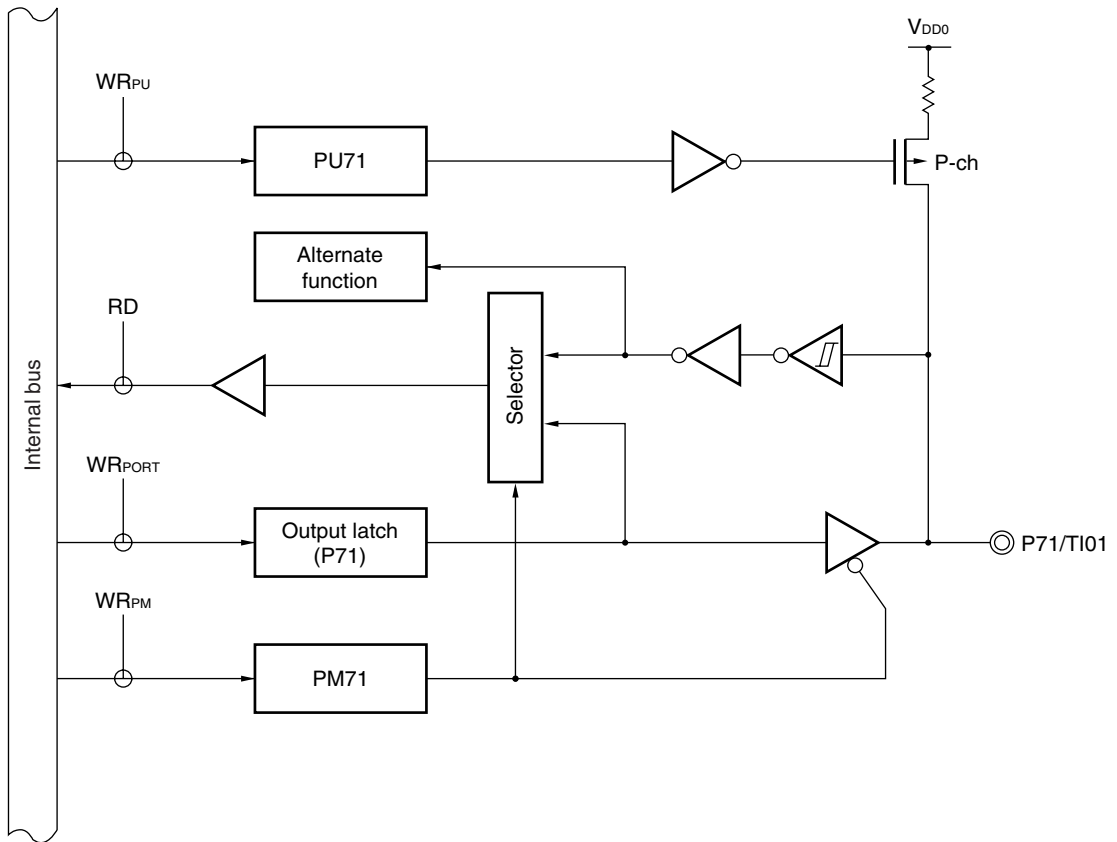 VDD0
WRPU
PU71
P-ch
Alternate
function
RD
Selector
Internal bus
WRPORT
Output latch
(P71)
P71/TI01
WRPM
PM71